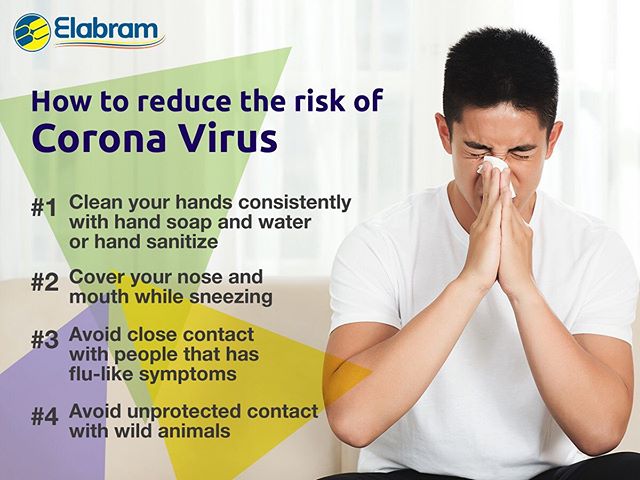 Elabram
How to reduce the risk of
Corona Virus
#1 Clean your hands consistently
with hand soap and water
or hand sanitize
#2 Cover your nose and
mouth while sneezing
#3 Avoid close contact
with people that has
flu-like symptoms
#4 Avoid unprotected contact
with wild animals